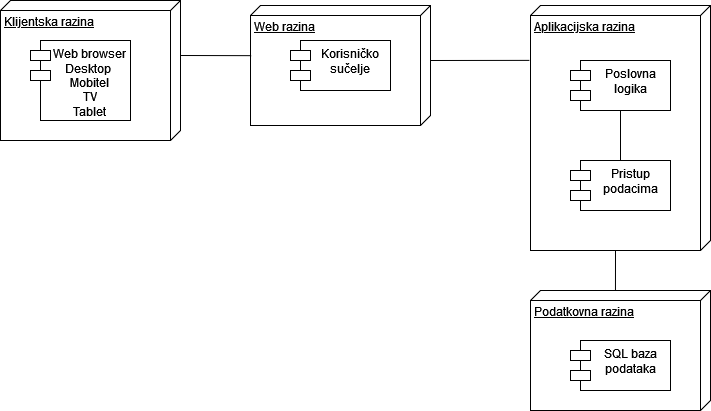 Klijentska razina
Web browser
Desktop
Mobitel
TV
Tablet
Web razina
Korisničko
sučelje
Aplikacijska razina
Poslovna
logika
Pristup
podacima
Podatkovna razina
SQL baza
podataka